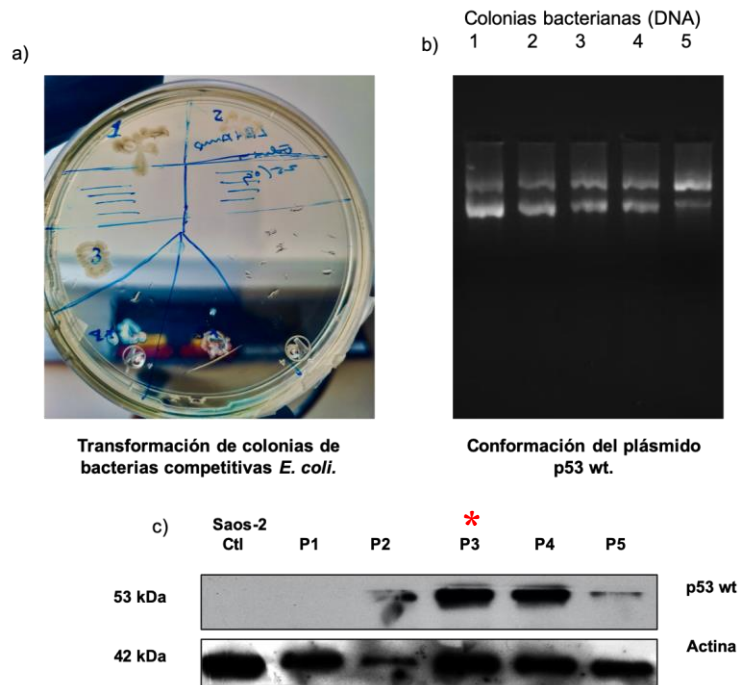 Colonias bacterianas (DNA)
1 2 3 4 5
a)
b)
1
2
3
Transformación de colonias de
bacterias competitivas E. coli.
Conformación del plásmido
p53 wt.
c)
*
Saos-2
Ctl P1 P2 P3 P4 P5
53 kDa
p53 wt
42 kDa
Actina